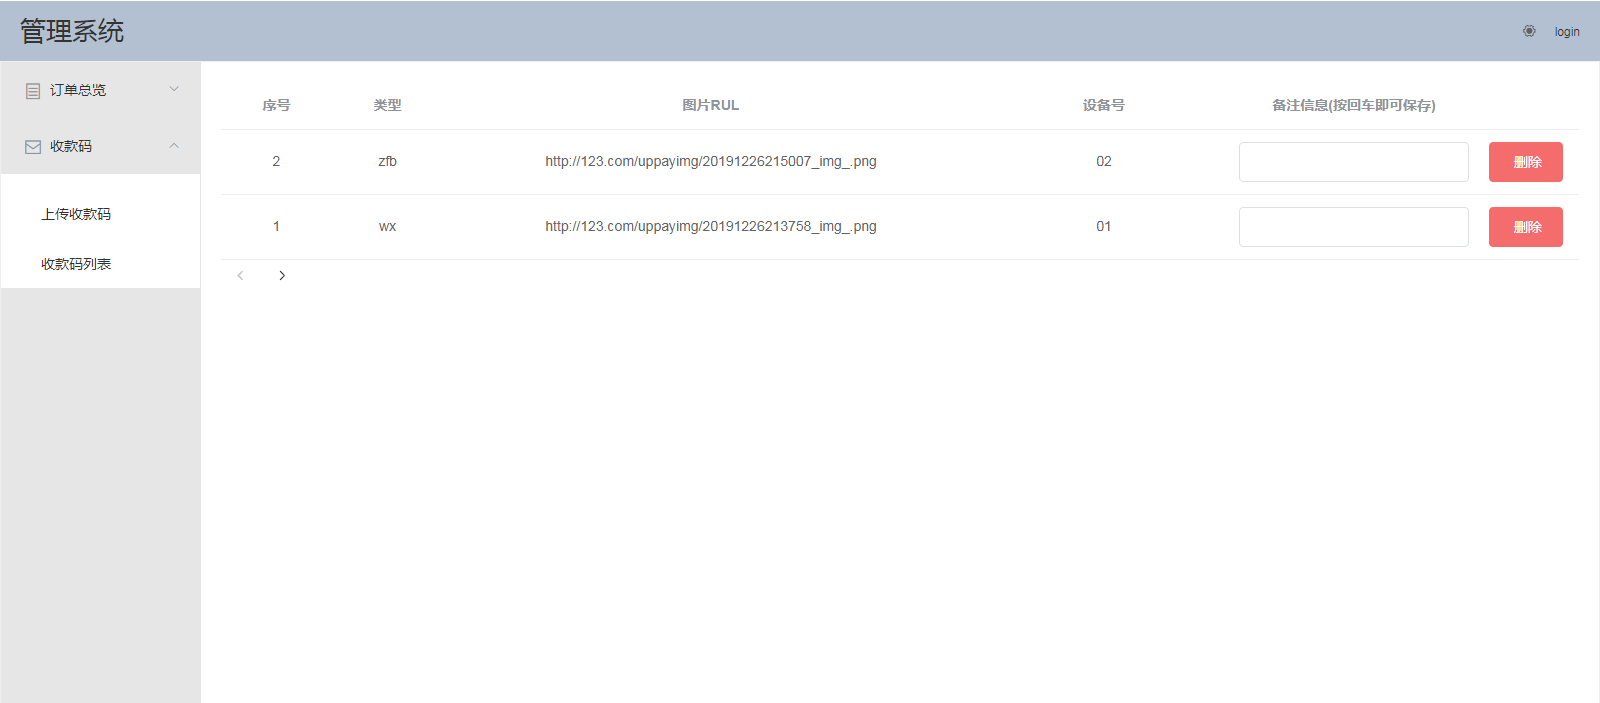 管理系统
login
订单总览
收款码
上传收款码
收款码列表
序号 类型 图片RUL 设备号 备注信息(按回车即可保存)
2 zfb http://123.com/uppayimg/20191226215007_img_.png 02 删除
1 wx http://123.com/uppayimg/20191226213758_img_.png 01 删除